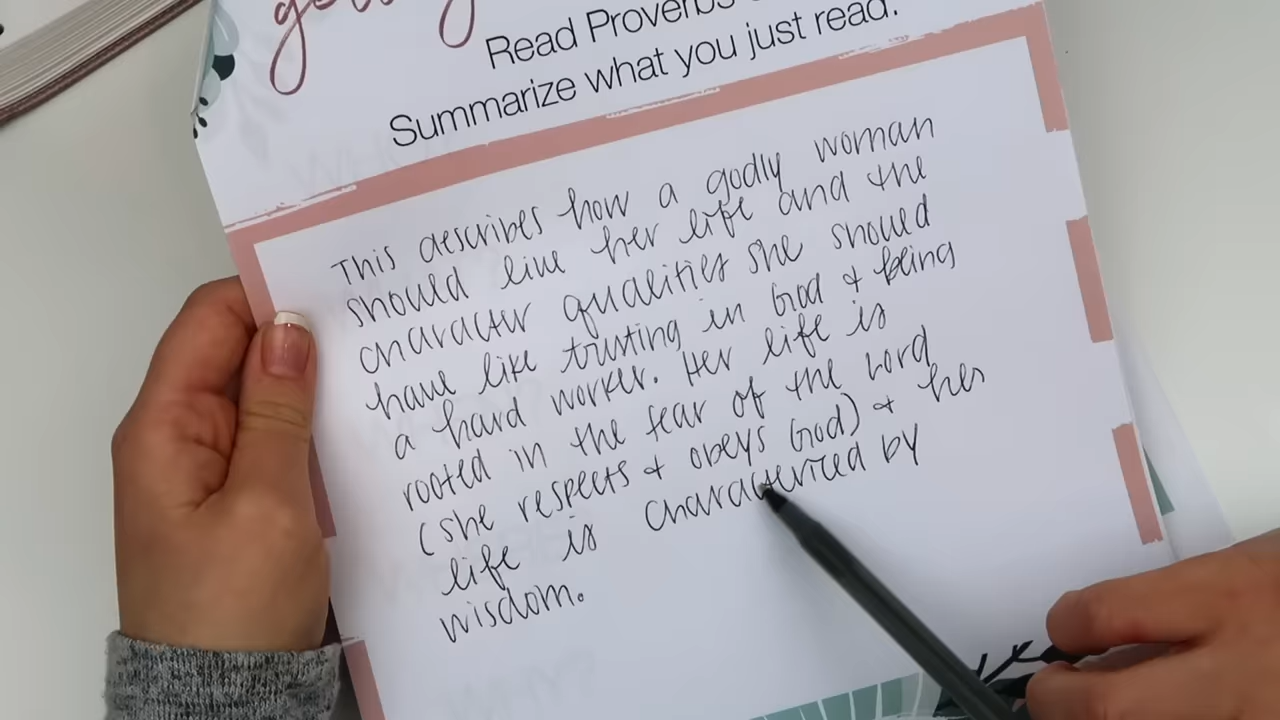 Read Proverbs
Summarize what you just read.
This describes how a godly woman
should live her life and the
character qualities she should
have like trusting in God & being
a hard worker. Her life is
rooted in the fear of the Lord
(she respects & obeys God) & her
life is characterized by
wisdom.